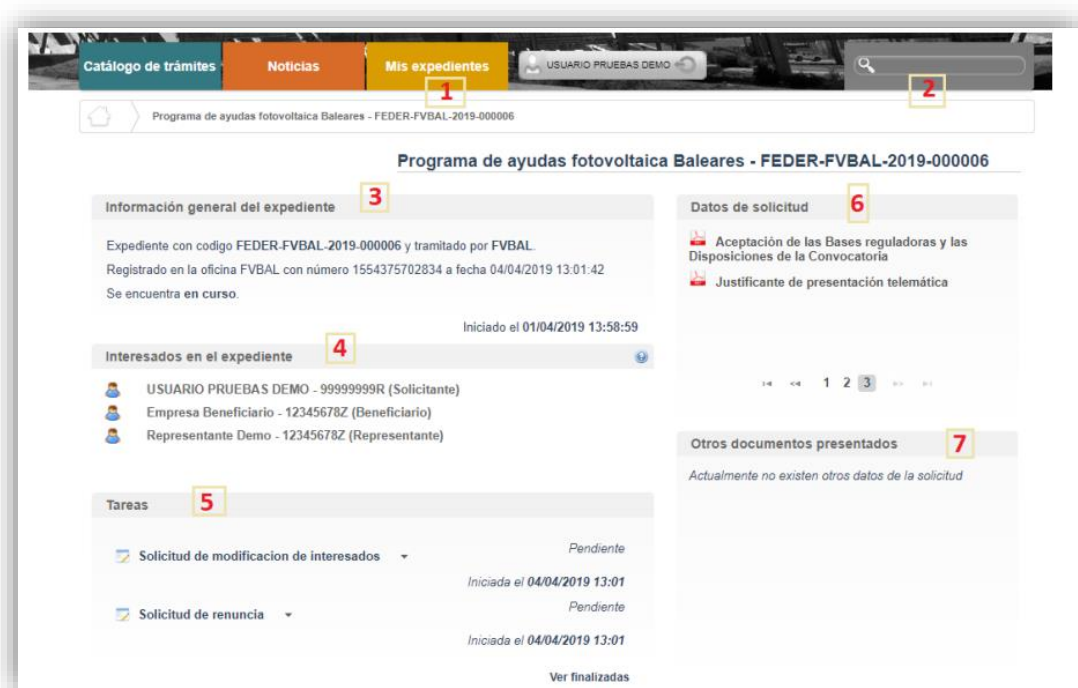 Catálogo de trámites
Noticias
Mis expedientes
USUARIO PRUEBAS DEMO
1
2
Programa de ayudas fotovoltaica Baleares - FEDER-FVBAL-2019-000006
Programa de ayudas fotovoltaica Baleares - FEDER-FVBAL-2019-000006
Información general del expediente
3
Expediente con codigo FEDER-FVBAL-2019-000006 y tramitado por FVBAL.
Registrado en la oficina FVBAL con número 1554375702834 a fecha 04/04/2019 13:01:42
Se encuentra en curso.
Iniciado el 01/04/2019 13:58:59
Interesados en el expediente
4
USUARIO PRUEBAS DEMO - 99999999R (Solicitante)
Empresa Beneficiario - 12345678Z (Beneficiario)
Representante Demo - 12345678Z (Representante)
Tareas
5
Solicitud de modificacion de interesados
Pendiente
Iniciada el 04/04/2019 13:01
Solicitud de renuncia
Pendiente
Iniciada el 04/04/2019 13:01
Ver finalizadas
Datos de solicitud
6
Aceptación de las Bases reguladoras y las
Disposiciones de la Convocatoria
Justificante de presentación telemática
1 2 3
Otros documentos presentados
7
Actualmente no existen otros datos de la solicitud